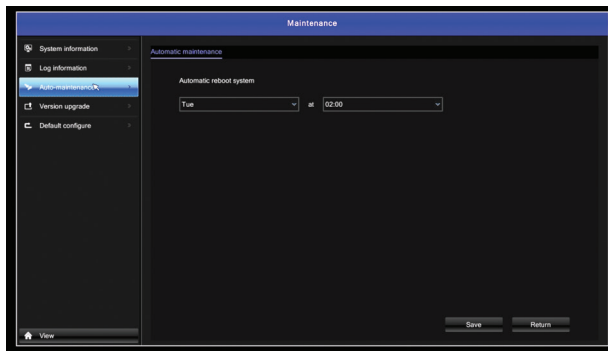 Maintenance
System information
Log information
Auto-maintenance
Version upgrade
Default configure
View
Automatic maintenance
Automatic reboot system
Tue at 02:00
Save Return